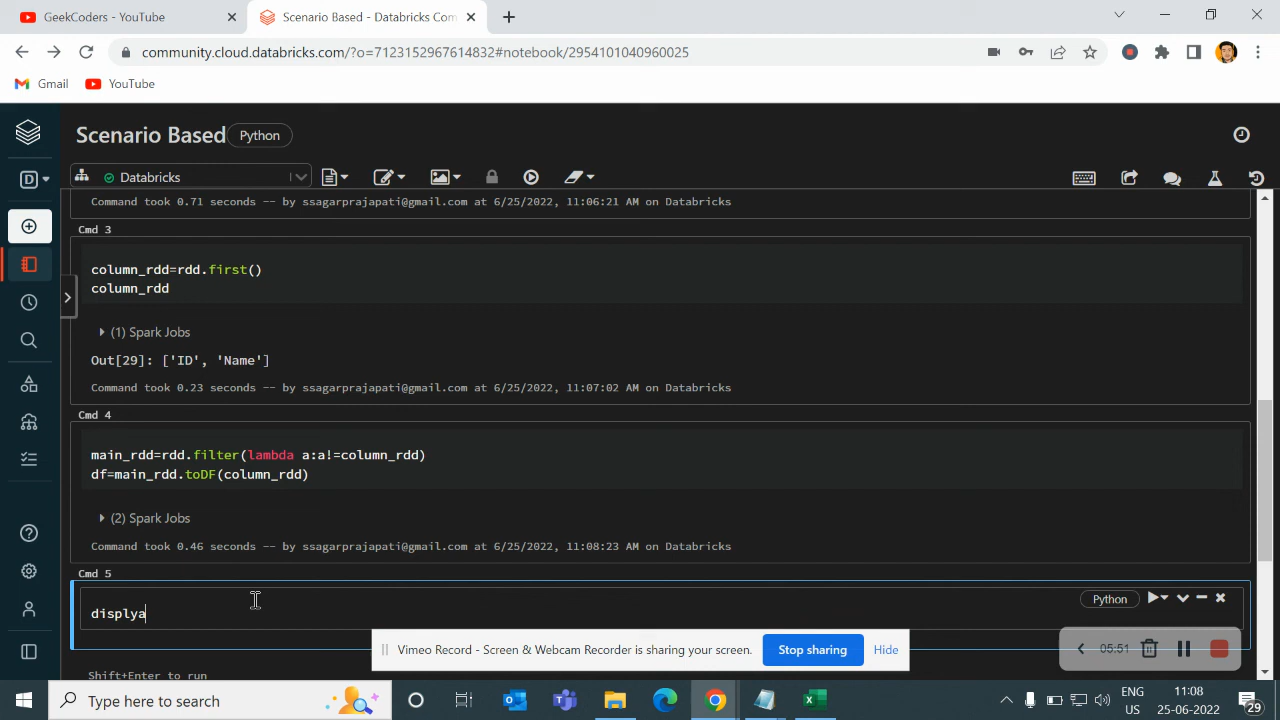 GeekCoders - YouTube
Scenario Based - Databricks Com
community.cloud.databricks.com/?o=7123152967614832#notebook/2954101040960025
Gmail
YouTube
Scenario Based
Python
D
Databricks
Command took 0.71 seconds -- by ssagarprajapati@gmail.com at 6/25/2022, 11:06:21 AM on Databricks
Cmd 3
column_rdd=rdd.first()
column_rdd
(1) Spark Jobs
Out[29]: ['ID', 'Name']
Command took 0.23 seconds -- by ssagarprajapati@gmail.com at 6/25/2022, 11:07:02 AM on Databricks
Cmd 4
main_rdd=rdd.filter(lambda a:a!=column_rdd)
df=main_rdd.toDF(column_rdd)
(2) Spark Jobs
Command took 0.46 seconds -- by ssagarprajapati@gmail.com at 6/25/2022, 11:08:23 AM on Databricks
Cmd 5
Python
displya
Vimeo Record - Screen & Webcam Recorder is sharing your screen.
Stop sharing
Hide
05:51
Shift+Enter to run
Type here to search
ENG
US
11:08
25-06-2022
29